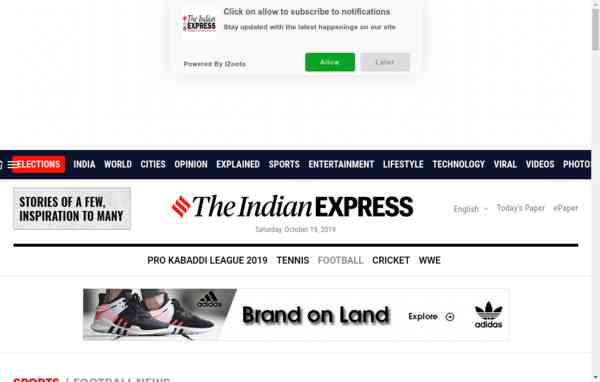 Click on allow to subscribe to notifications
The Indian EXPRESS
Stay updated with the latest happenings on our site
Powered By iZooto
Allow
Later
ELECTIONS INDIA WORLD CITIES OPINION EXPLAINED SPORTS ENTERTAINMENT LIFESTYLE TECHNOLOGY VIRAL VIDEOS PHOTOS
STORIES OF A FEW,
INSPIRATION TO MANY
The Indian EXPRESS
English
Today's Paper
ePaper
Saturday, October 19, 2019
PRO KABADDI LEAGUE 2019 TENNIS FOOTBALL CRICKET WWE
adidas
Brand on Land
Explore
adidas
SPORTS / FOOTBALL NEWS